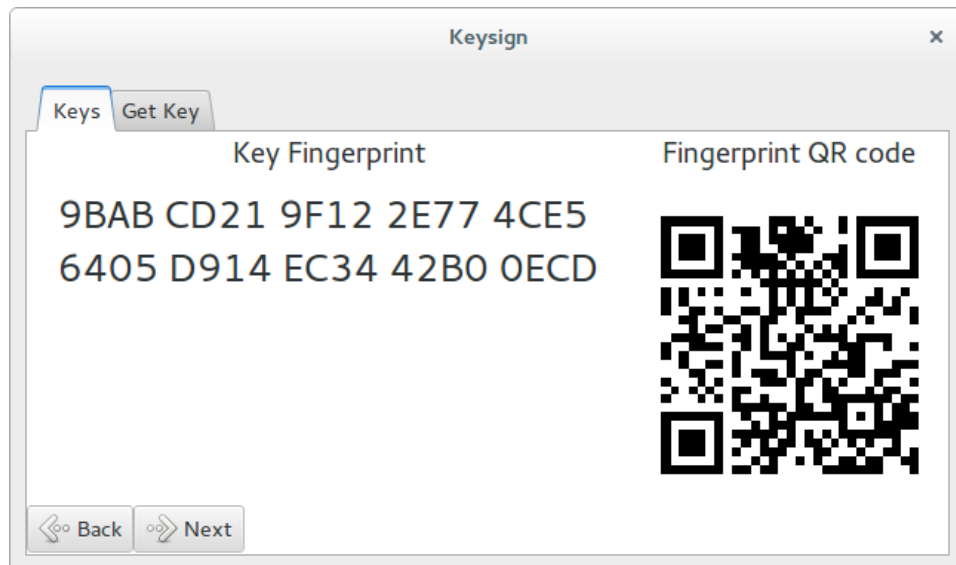 Keysign
Keys Get Key
Key Fingerprint Fingerprint QR code
9BAB CD21 9F12 2E77 4CE5
6405 D914 EC34 42B0 0ECD
Back Next